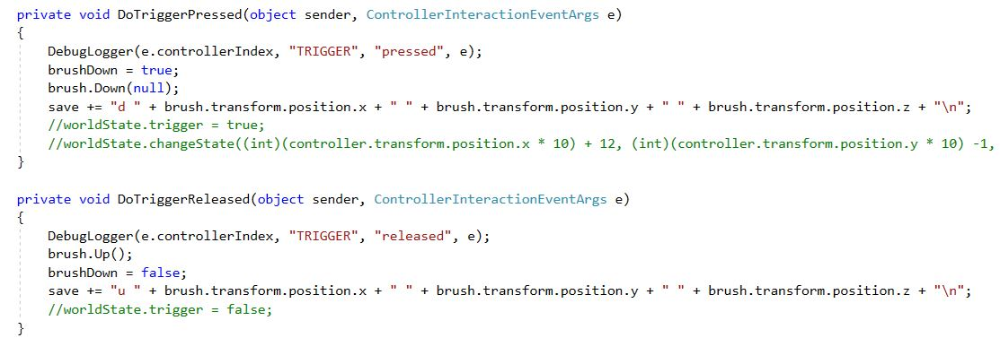 private void DoTriggerPressed(object sender, ControllerInteractionEventArgs e)
{
    DebugLogger(e.controllerIndex, "TRIGGER", "pressed", e);
    brushDown = true;
    brush.Down(null);
    save += "d " + brush.transform.position.x + " " + brush.transform.position.y + " " + brush.transform.position.z + "\n";
    //worldState.trigger = true;
    //worldState.changeState((int)(controller.transform.position.x * 10) + 12, (int)(controller.transform.position.y * 10) -1,
}

private void DoTriggerReleased(object sender, ControllerInteractionEventArgs e)
{
    DebugLogger(e.controllerIndex, "TRIGGER", "released", e);
    brush.Up();
    brushDown = false;
    save += "u " + brush.transform.position.x + " " + brush.transform.position.y + " " + brush.transform.position.z + "\n";
    //worldState.trigger = false;
}